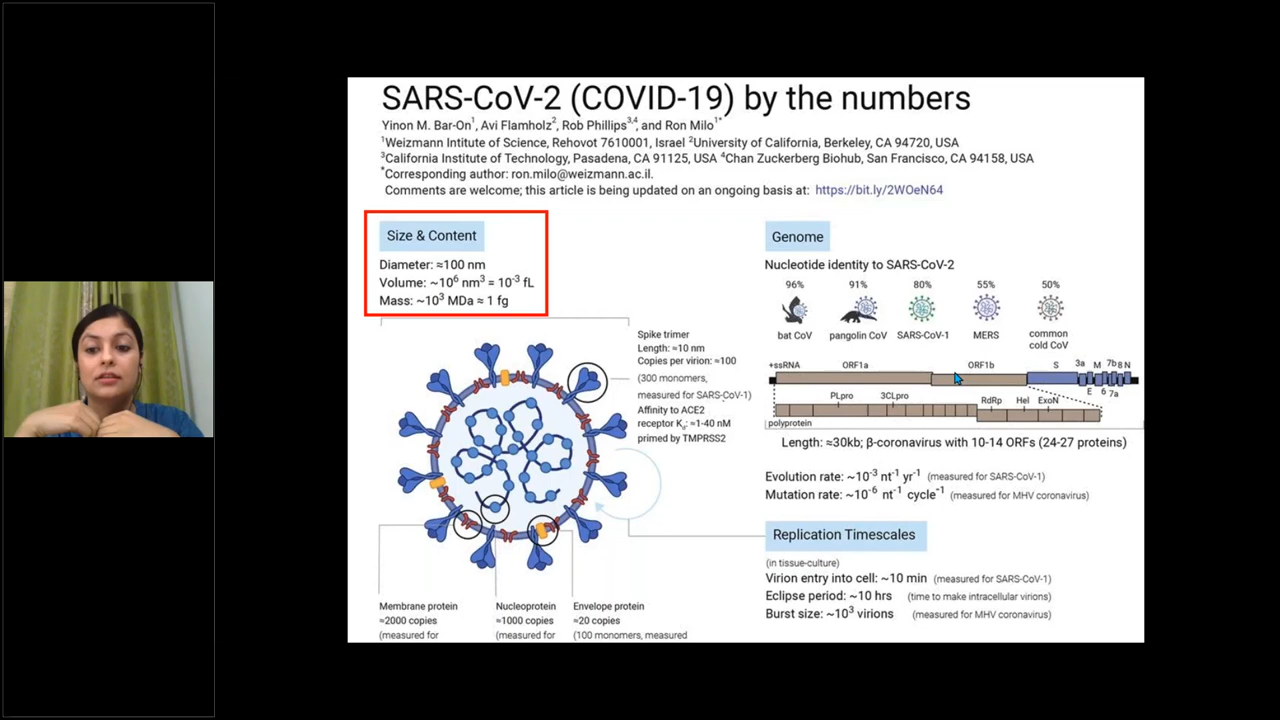 SARS-CoV-2 (COVID-19) by the numbers
Yinon M. Bar-On1, Avi Flamholz2, Rob Phillips3,4, and Ron Milo1*
1Weizmann Intitute of Science, Rehovot 7610001, Israel 2University of California, Berkeley, CA 94720, USA
3California Institute of Technology, Pasadena, CA 91125, USA 4Chan Zuckerberg Biohub, San Francisco, CA 94158, USA
*Corresponding author: ron.milo@weizmann.ac.il.
Comments are welcome; this article is being updated on an ongoing basis at: https://bit.ly/2WOeN64
Size & Content
Diameter: ≈100 nm
Volume: ~10^6 nm^3 = 10^-3 fL
Mass: ~10^3 MDa ≈ 1 fg
Spike trimer
Length: ≈10 nm
Copies per virion: ≈100
(300 monomers,
measured for SARS-CoV-1)
Affinity to ACE2
receptor Kd: ≈1-40 nM
primed by TMPRSS2
Membrane protein
≈2000 copies
(measured for
Nucleoprotein
≈1000 copies
(measured for
Envelope protein
≈20 copies
(100 monomers, measured
Genome
Nucleotide identity to SARS-CoV-2
96% 91% 80% 55% 50%
bat CoV pangolin CoV SARS-CoV-1 MERS common
cold CoV
+ssRNA ORF1a ORF1b S 3a M 7b 8 N
E 6 7a
PLpro 3CLpro RdRp Hel ExoN
polyprotein
Length: ≈30kb; β-coronavirus with 10-14 ORFs (24-27 proteins)
Evolution rate: ~10^-3 nt^-1 yr^-1 (measured for SARS-CoV-1)
Mutation rate: ~10^-6 nt^-1 cycle^-1 (measured for MHV coronavirus)
Replication Timescales
(in tissue-culture)
Virion entry into cell: ~10 min (measured for SARS-CoV-1)
Eclipse period: ~10 hrs (time to make intracellular virions)
Burst size: ~10^3 virions (measured for MHV coronavirus)